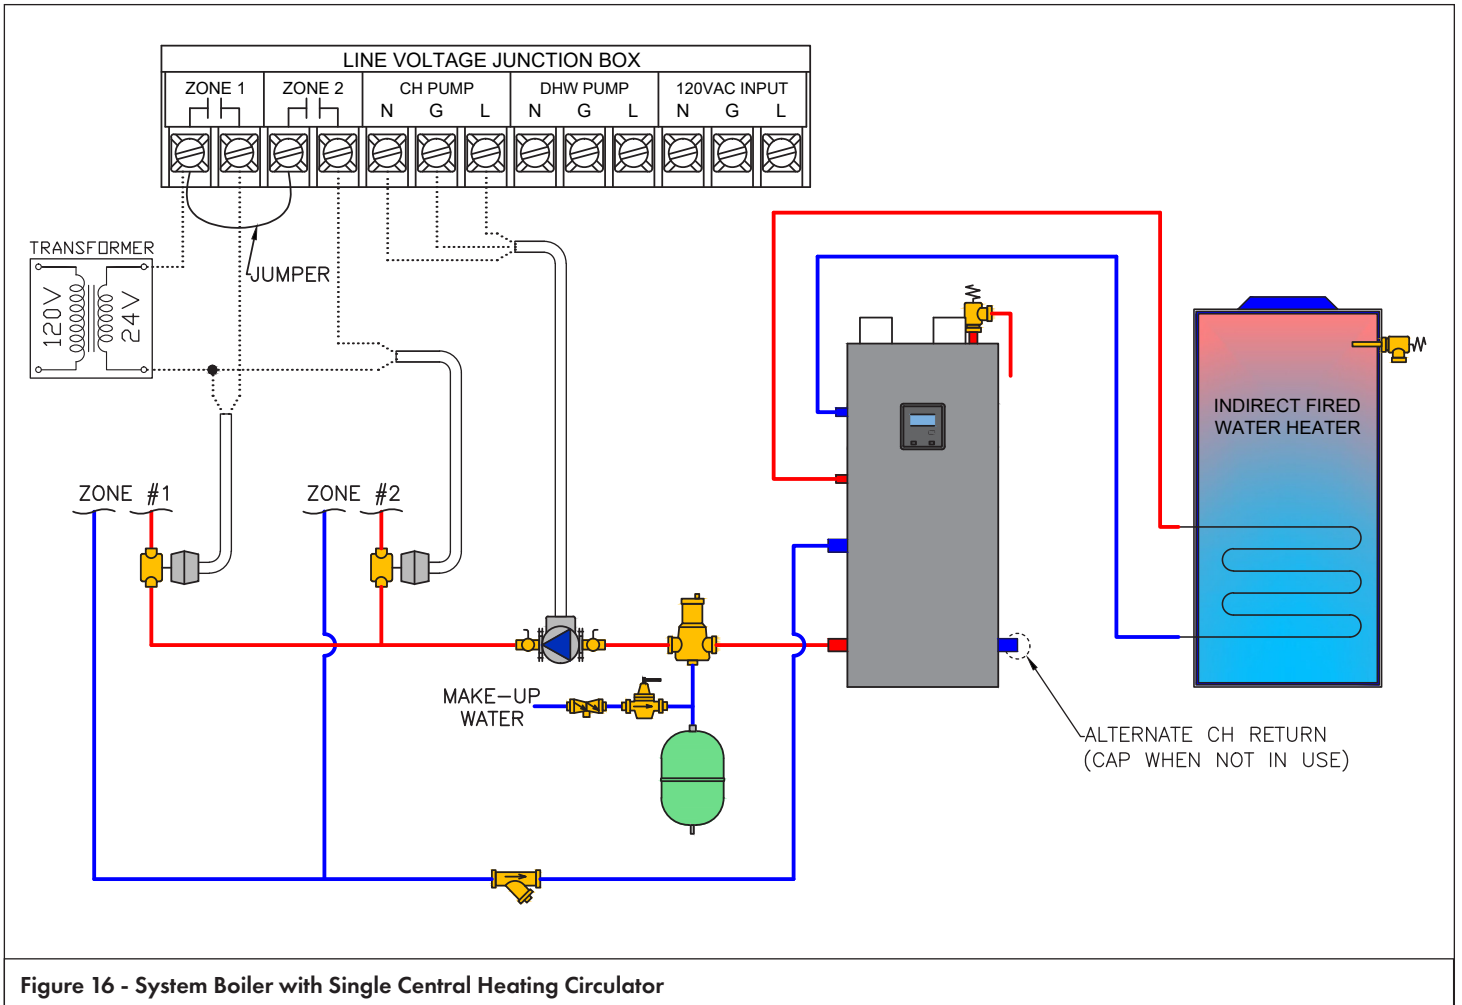 LINE VOLTAGE JUNCTION BOX
ZONE 1 ZONE 2 CH PUMP DHW PUMP 120VAC INPUT
N G L N G L N G L
TRANSFORMER
120V 24V
JUMPER
ZONE #1 ZONE #2
INDIRECT FIRED
WATER HEATER
MAKE-UP
WATER
ALTERNATE CH RETURN
(CAP WHEN NOT IN USE)
Figure 16 - System Boiler with Single Central Heating Circulator